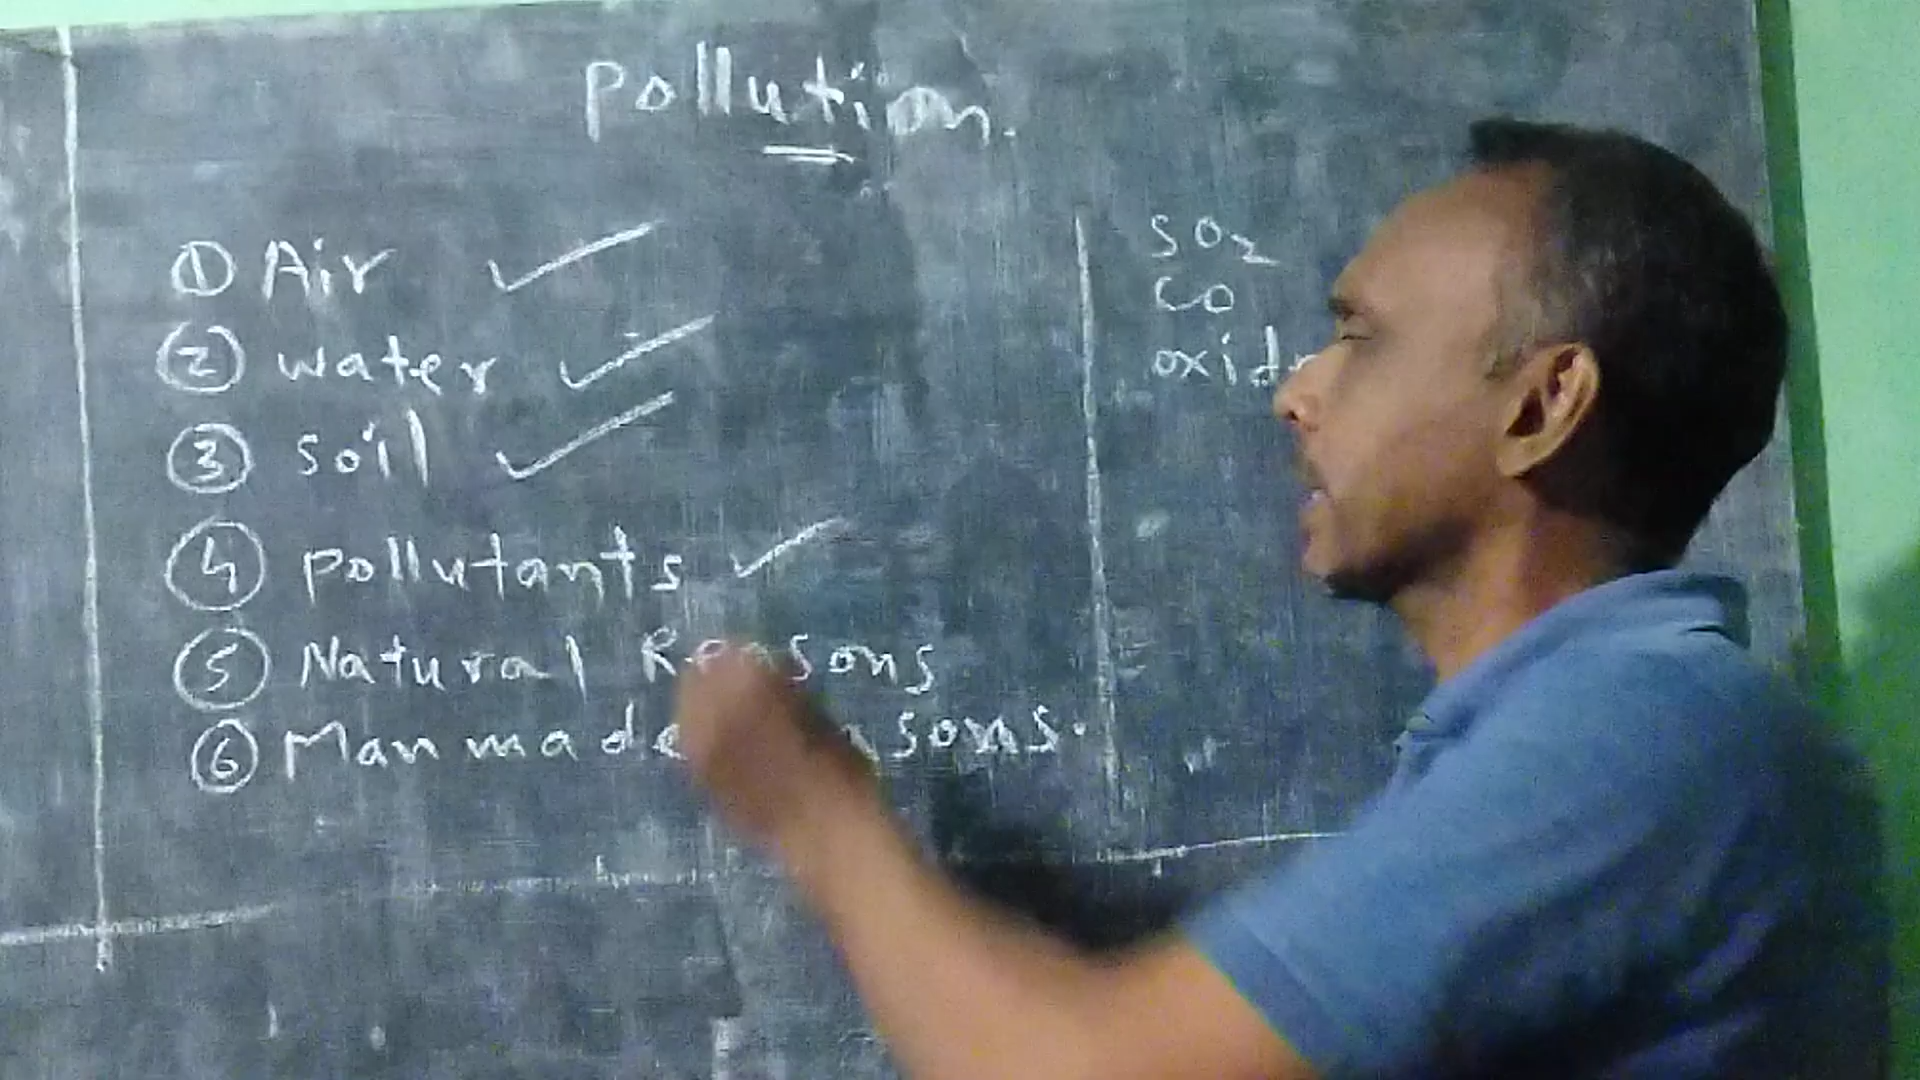 Pollution.
① Air ✓
② water ✓
③ soil ✓
④ pollutants ✓
⑤ Natural Reasons
⑥ Man made
SO₂
CO